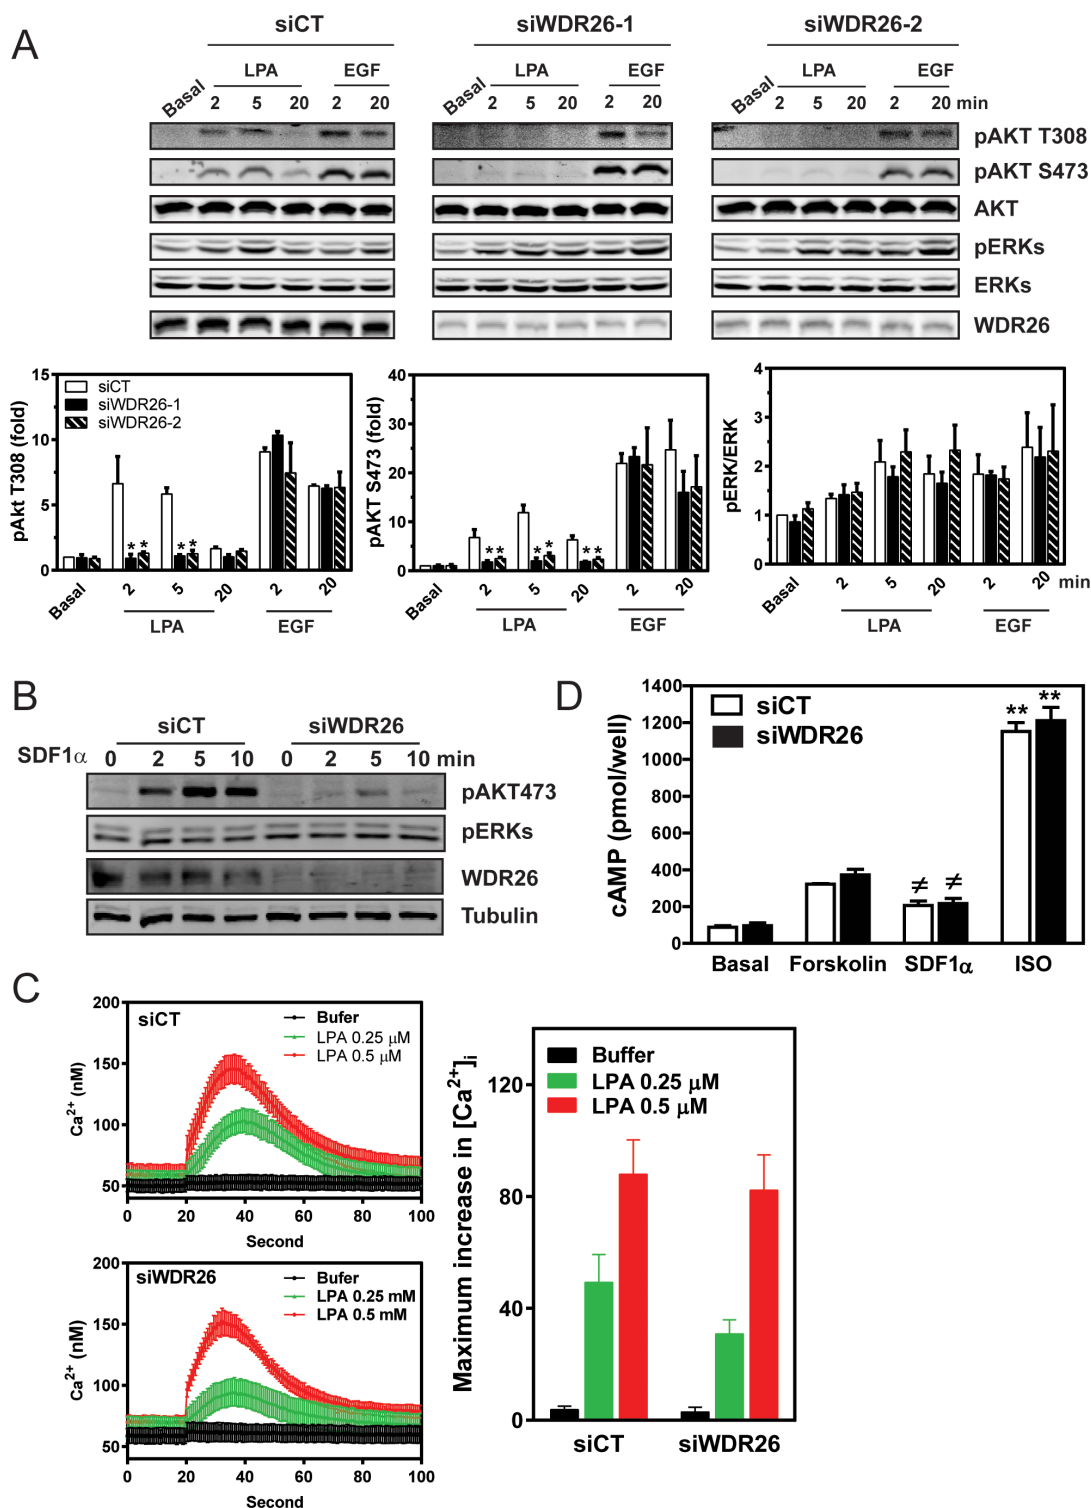 A
siCT siWDR26-1 siWDR26-2
LPA EGF LPA EGF LPA EGF
Basal 2 5 20 2 20 Basal 2 5 20 2 20 Basal 2 5 20 2 20 min
pAKT T308
pAKT S473
AKT
pERKs
ERKs
WDR26
pAkt T308 (fold)
15
10
5
0
siCT
siWDR26-1
siWDR26-2
* * * *
Basal 2 5 20 2 20
LPA EGF
pAKT S473 (fold)
40
30
20
10
0
** * * **
Basal 2 5 20 2 20
LPA EGF
pERK/ERK
4
3
2
1
0
Basal 2 5 20 2 20 min
LPA EGF
B
siCT siWDR26
SDF1α 0 2 5 10 0 2 5 10 min
pAKT473
pERKs
WDR26
Tubulin
D
cAMP (pmol/well)
1400
1200
1000
800
600
400
200
0
siCT
siWDR26
≠ ≠ ** **
Basal Forskolin SDF1α ISO
C
siCT
Ca2+ (nM)
200
150
100
50
Bufer
LPA 0.25 μM
LPA 0.5 μM
0 20 40 60 80 100
Second
siWDR26
Ca2+ (nM)
200
150
100
50
Bufer
LPA 0.25 mM
LPA 0.5 mM
0 20 40 60 80 100
Second
Maximum increase in [Ca2+]i
120
80
40
0
Buffer
LPA 0.25 μM
LPA 0.5 μM
siCT siWDR26